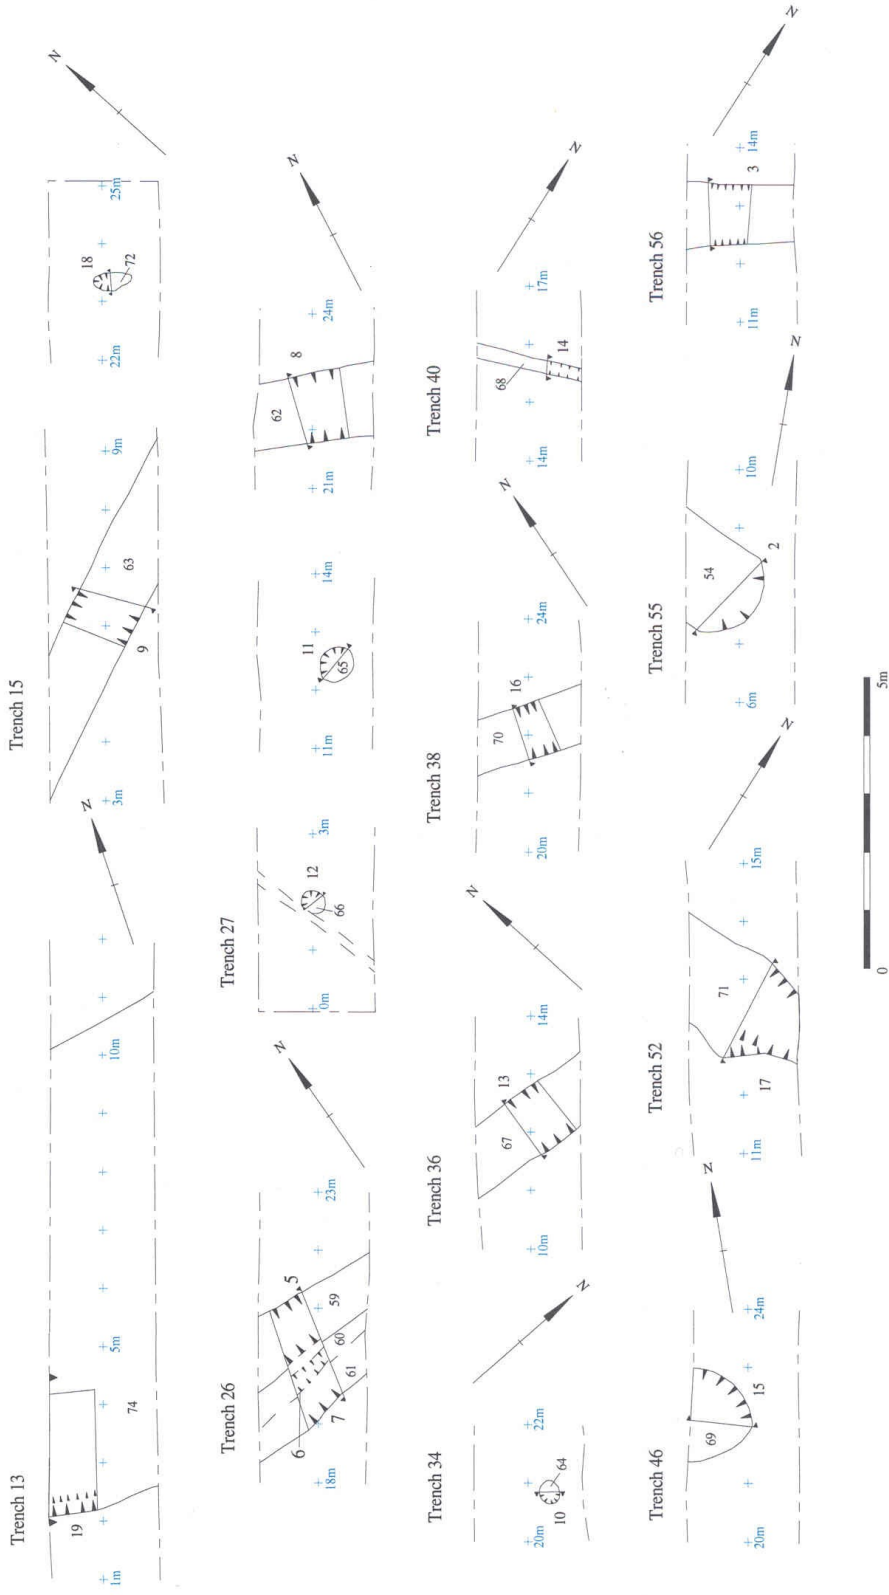 Trench 13
19
74
1m
5m
10m
N
Trench 15
9
63
18
72
3m
9m
22m
25m
N
Trench 26
6
7
5
61
60
59
18m
23m
N
Trench 27
12
66
11
65
62
8
0m
3m
11m
14m
21m
24m
N
Trench 34
10
64
20m
22m
N
Trench 36
67
13
10m
14m
N
Trench 38
70
16
20m
24m
N
Trench 40
68
14
14m
17m
N
Trench 46
69
15
20m
24m
N
Trench 52
17
71
11m
15m
N
Trench 55
54
2
6m
10m
N
Trench 56
3
11m
14m
N
0
5m